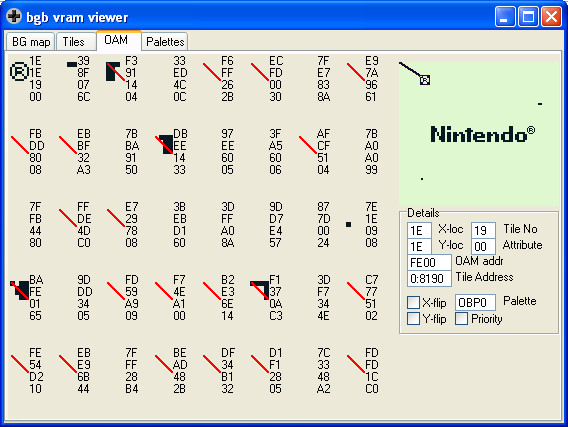 bgb vram viewer
BG map Tiles OAM Palettes
1E 39 F3 33 F6 EC 7F E9
1E 8F 91 ED FF FD E7 7A
19 07 14 4C 26 00 83 96
00 6C 04 0C 2B 30 8A 61
FB EB 7B DB 97 3F AF 7B
DD BF BA EE EE A5 CF A0
80 32 91 14 60 60 51 A0
08 A3 50 33 05 06 04 99
7F FF E7 3B 3D 9D 87 7E
FB DE 29 EB FF D7 7D 1E
44 4D 78 D1 A0 E4 00 09
80 C0 08 60 8A 57 24 08
BA 9D FD F7 B2 F1 3D C7
FE DD 59 4E E3 37 F7 77
01 34 A9 A1 6E 0A 34 51
65 05 09 00 14 C3 4E 02
FE EB 7F BE DF D1 7C FD
54 E9 FF AD 34 F1 33 FD
D2 6B 28 48 B1 28 48 1C
10 44 B4 2B 32 05 A2 C0
Nintendo®
Details
1E X-loc 19 Tile No
1E Y-loc 00 Attribute
FE00 OAM addr
0:8190 Tile Address
X-flip OBP0 Palette
Y-flip Priority